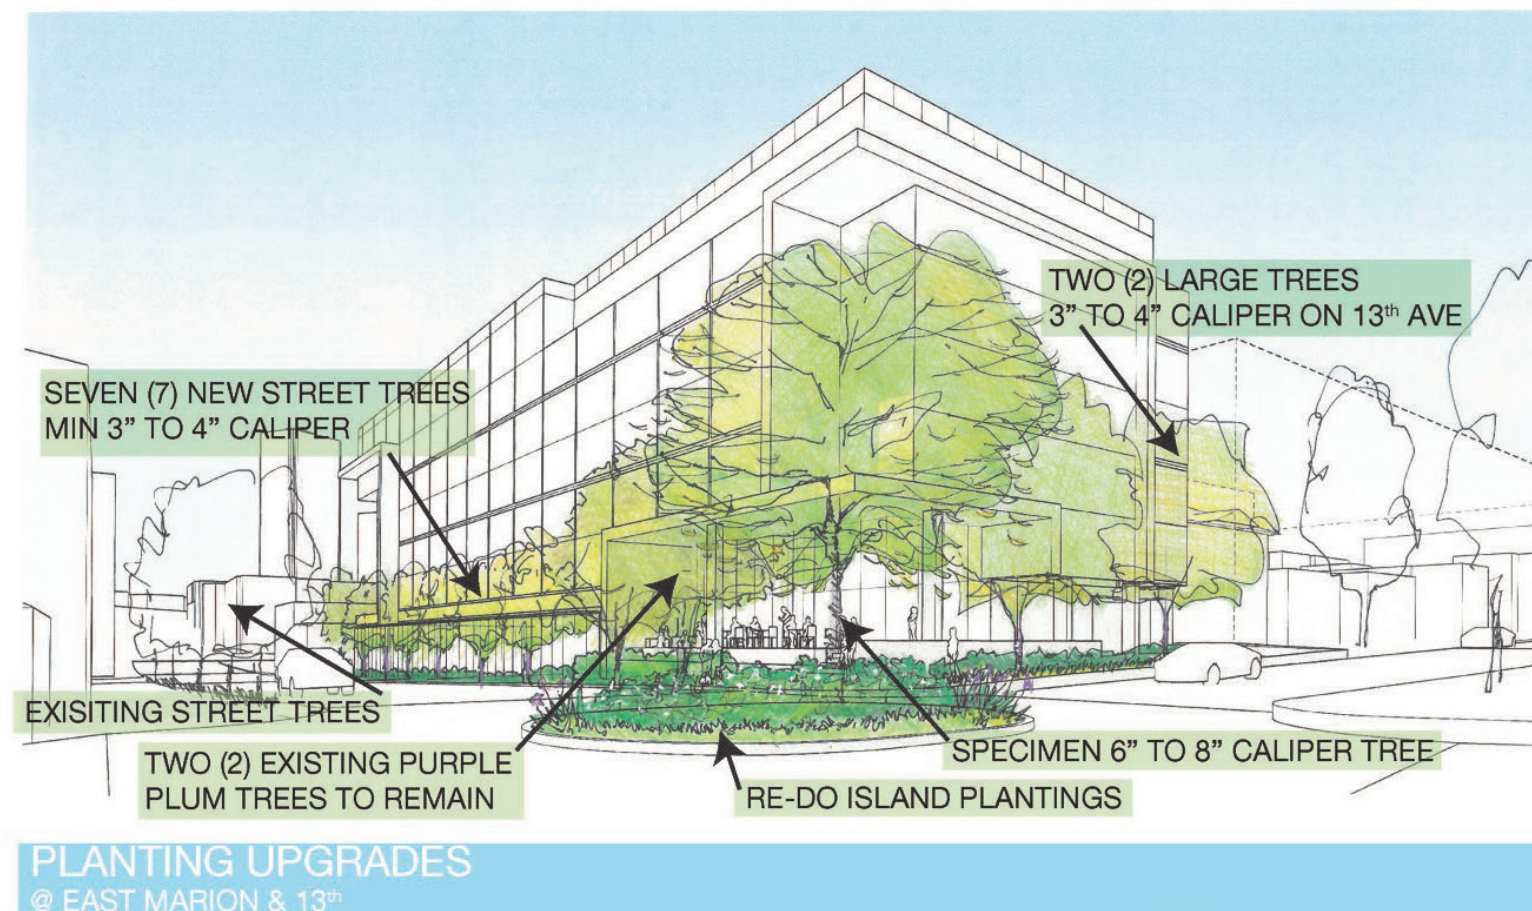 TWO (2) LARGE TREES
3” TO 4” CALIPER ON 13th AVE
SEVEN (7) NEW STREET TREES
MIN 3” TO 4” CALIPER
EXISITING STREET TREES
TWO (2) EXISTING PURPLE
PLUM TREES TO REMAIN
SPECIMEN 6” TO 8” CALIPER TREE
RE-DO ISLAND PLANTINGS
PLANTING UPGRADES
@ EAST MARION & 13th